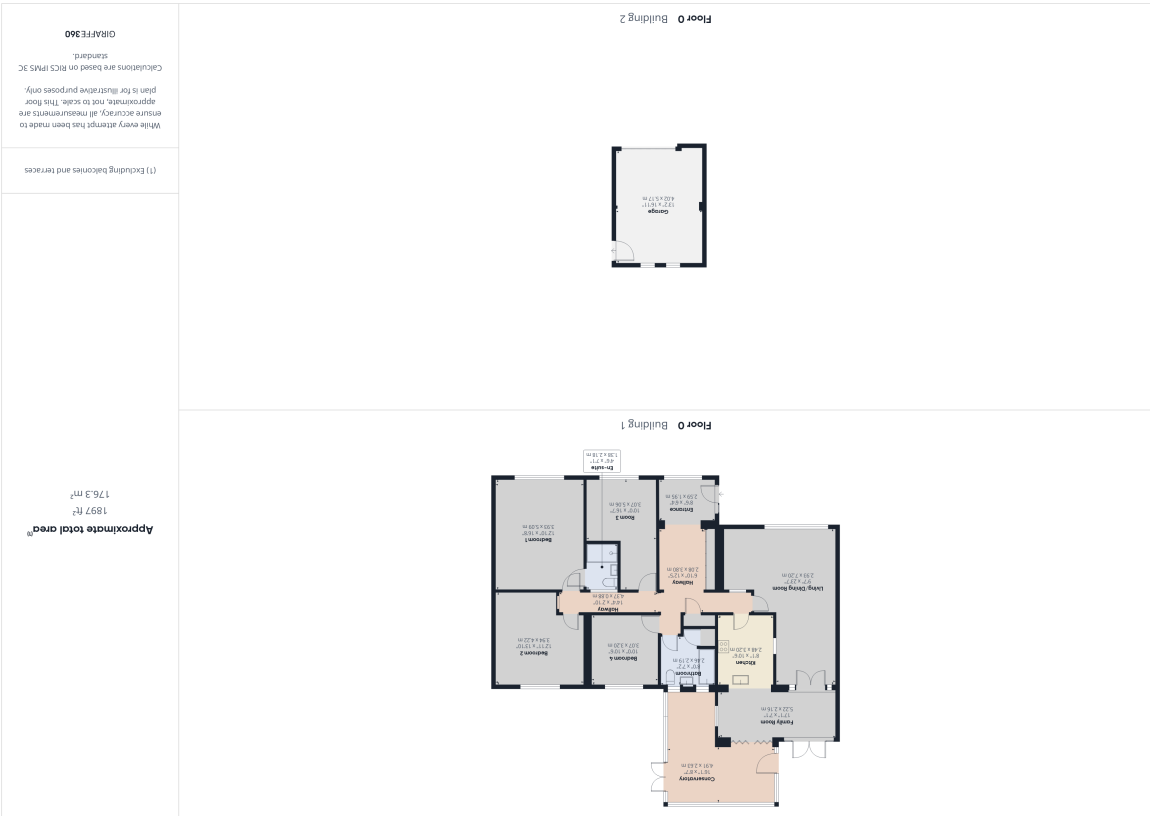 Conservatory
16'1" x 8'7"
4.91 x 2.63 m
Family Room
17'1" x 7'1"
5.22 x 2.16 m
Kitchen
8'1" x 10'6"
2.48 x 3.20 m
Bathroom
8'0" x 7'2"
2.46 x 2.19 m
Bedroom 4
10'0" x 10'6"
3.07 x 3.20 m
Bedroom 2
12'11" x 13'10"
3.94 x 4.22 m
Living/Dining Room
9'7" x 23'7"
2.93 x 7.20 m
Hallway
14'4" x 2'10"
4.37 x 0.88 m
Hallway
6'10" x 12'5"
2.08 x 3.80 m
Entrance
8'6" x 6'4"
2.59 x 1.95 m
Room 3
10'0" x 16'7"
3.07 x 5.06 m
Bedroom1
12'10" x 16'8"
3.93 x 5.09 m
En-suite
4'6" x 7'1"
1.38 x 2.18 m
Floor 0 Building 1
Garage
13'2" x 16'11"
4.02 x 5.17 m
Floor 0 Building 2
Approximate total area(1)
1897 ft²
176.3 m²
(1) Excluding balconies and terraces
While every attempt has been made to
ensure accuracy, all measurements are
approximate, not to scale. This floor
plan is for illustrative purposes only.
Calculations are based on RICS IPMS 3C
standard.
GIRAFFE360